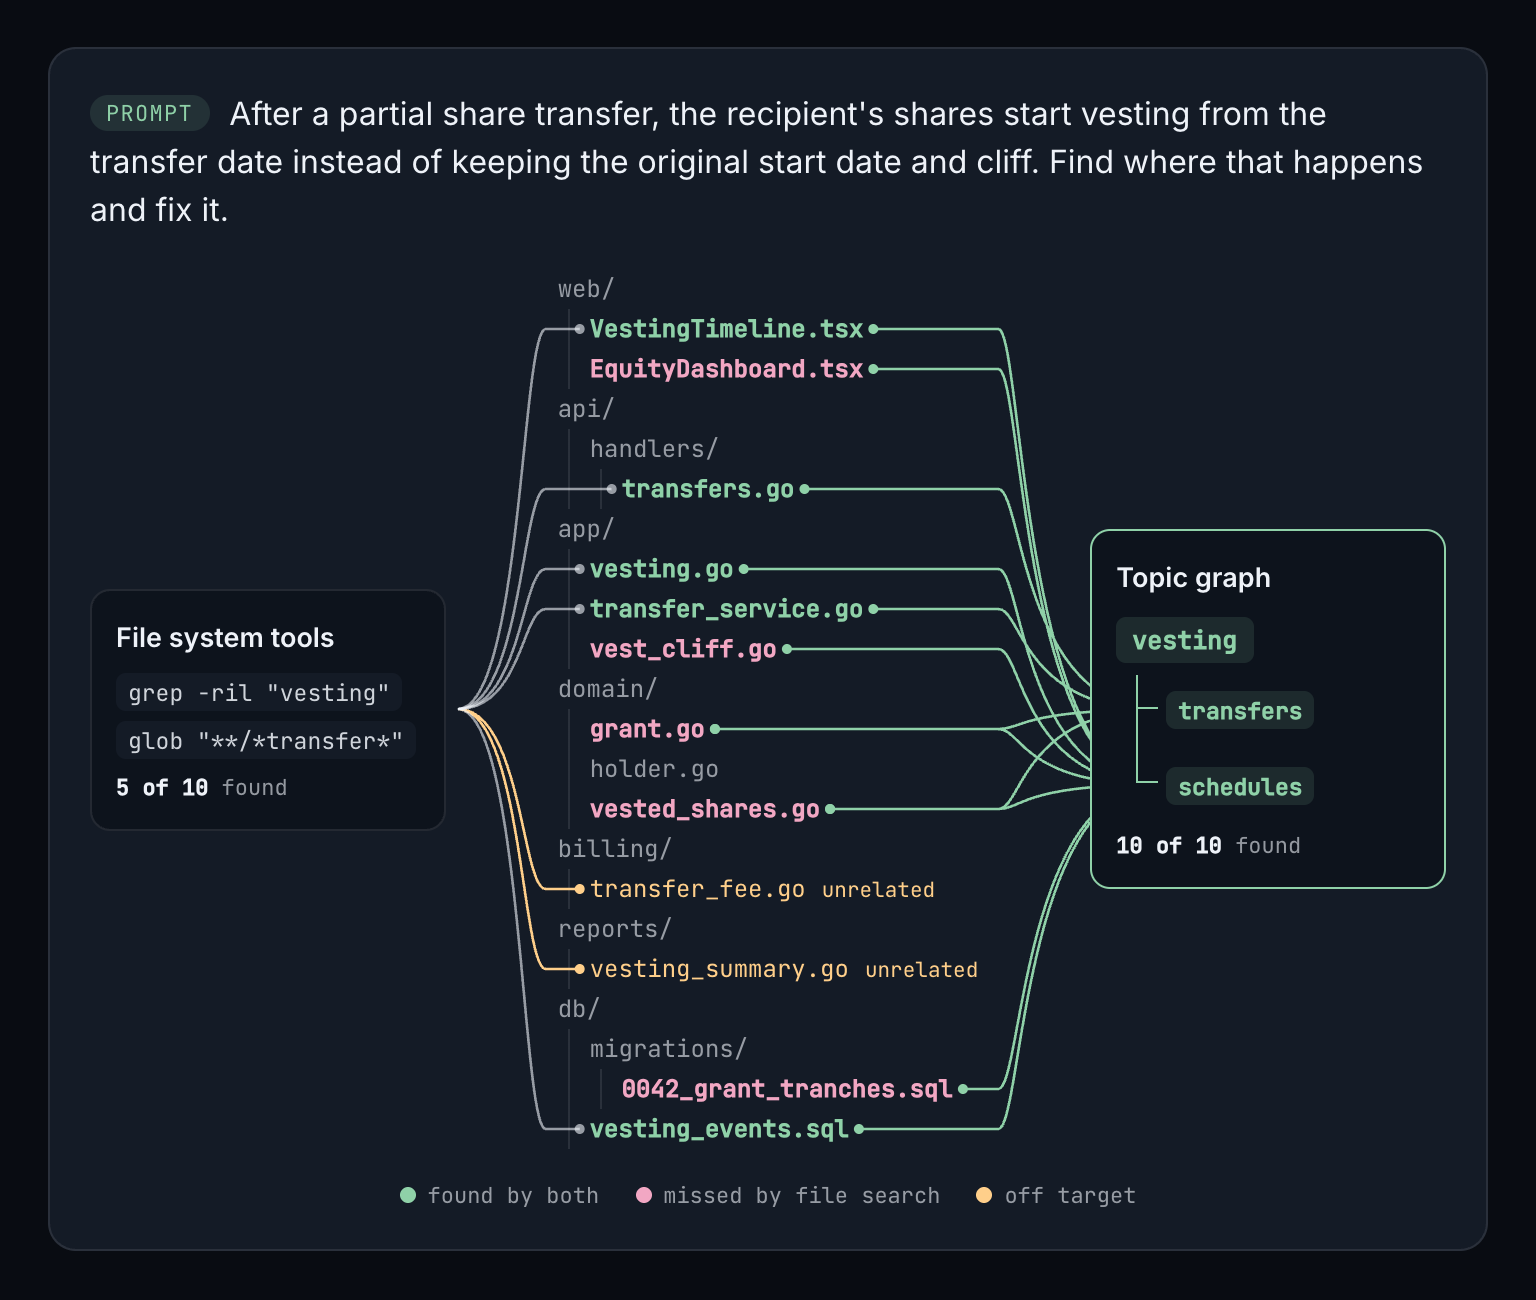 PROMPT After a partial share transfer, the recipient's shares start vesting from the
transfer date instead of keeping the original start date and cliff. Find where that happens
and fix it.
File system tools
grep -ril "vesting"
glob "**/*transfer*"
5 of 10 found
web/
VestingTimeline.tsx
EquityDashboard.tsx
api/
handlers/
transfers.go
app/
vesting.go
transfer_service.go
vest_cliff.go
domain/
grant.go
holder.go
vested_shares.go
billing/
transfer_fee.go unrelated
reports/
vesting_summary.go unrelated
db/
migrations/
0042_grant_tranches.sql
vesting_events.sql
Topic graph
vesting
transfers
schedules
10 of 10 found
found by both
missed by file search
off target